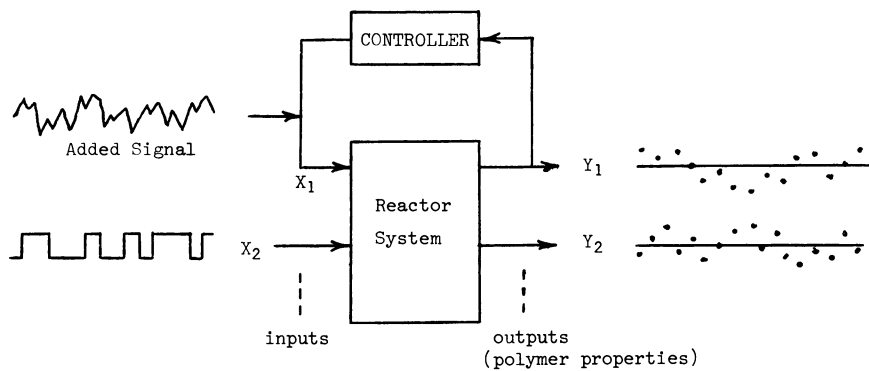 CONTROLLER
Added Signal
X1
Y1
Reactor
System
X2
Y2
inputs
outputs
(polymer properties)